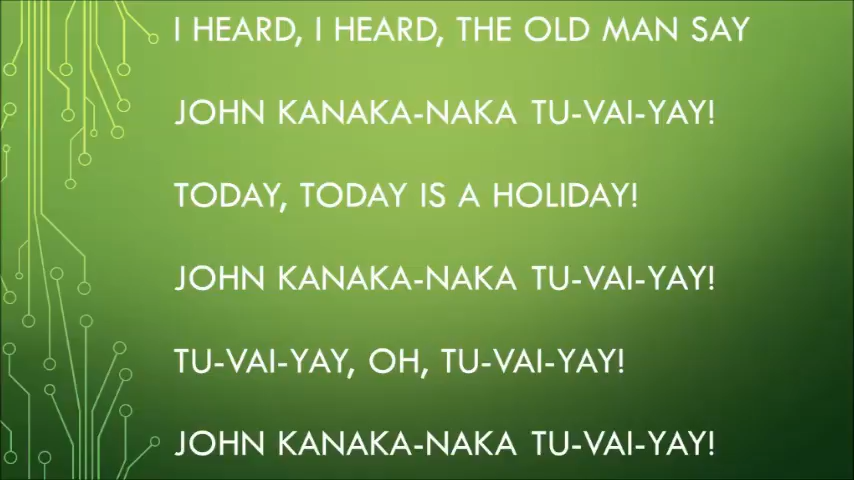 I HEARD, I HEARD, THE OLD MAN SAY
JOHN KANAKA-NAKA TU-VAI-YAY!
TODAY, TODAY IS A HOLIDAY!
JOHN KANAKA-NAKA TU-VAI-YAY!
TU-VAI-YAY, OH, TU-VAI-YAY!
JOHN KANAKA-NAKA TU-VAI-YAY!